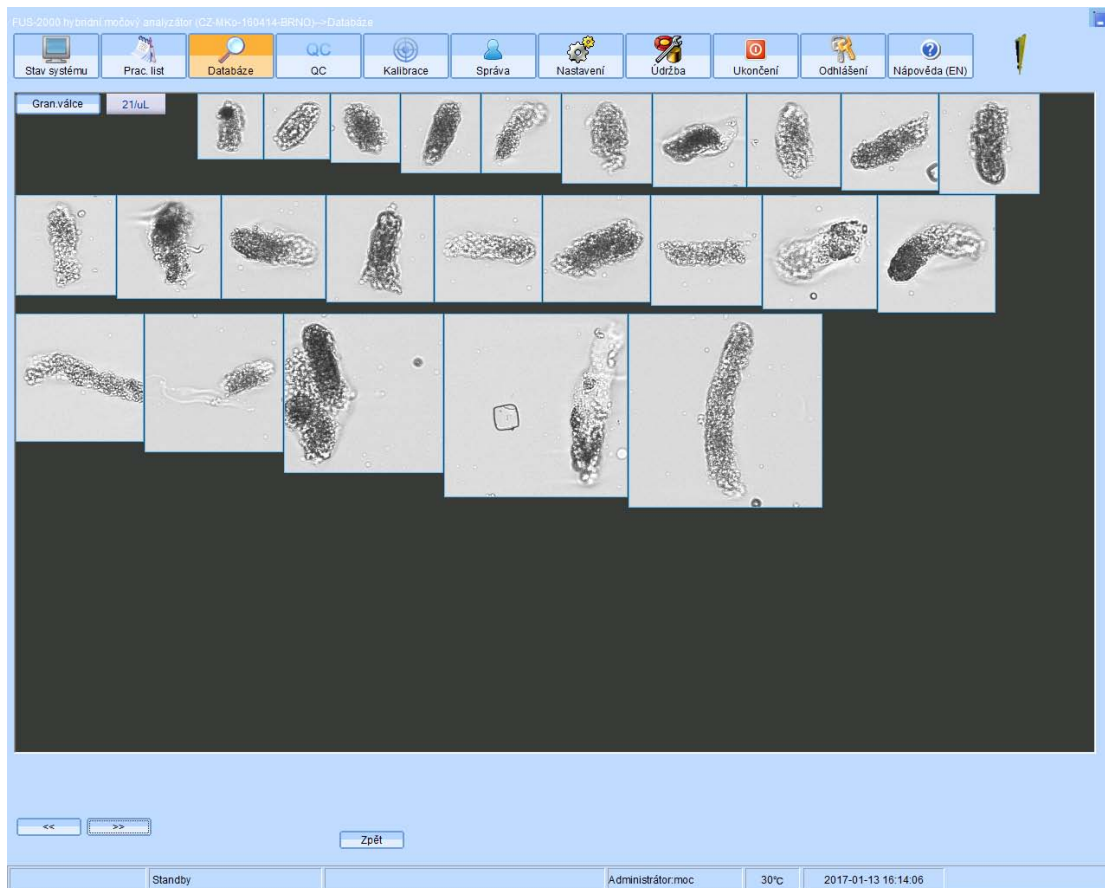 FUS-2000 hybridní močový analyzátor (CZ-MKo-160414-BRNO)-->Databáze
Stav systému Prac. list Databáze QC QC Kalibrace Správa Nastavení Údržba Ukončení Odhlášení Nápověda (EN)
Gran.válce 21/uL
<< >>
Zpět
Standby Administrátor:moc 30℃ 2017-01-13 16:14:06